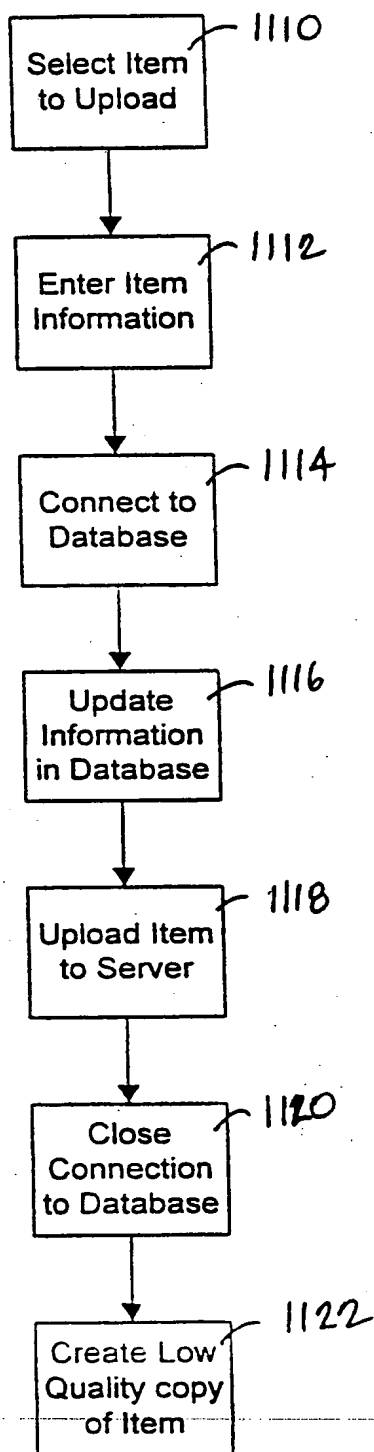 1110
Select Item
to Upload
1112
Enter Item
Information
1114
Connect to
Database
1116
Update
Information
in Database
1118
Upload Item
to Server
1120
Close
Connection
to Database
1122
Create Low
Quality copy
of Item